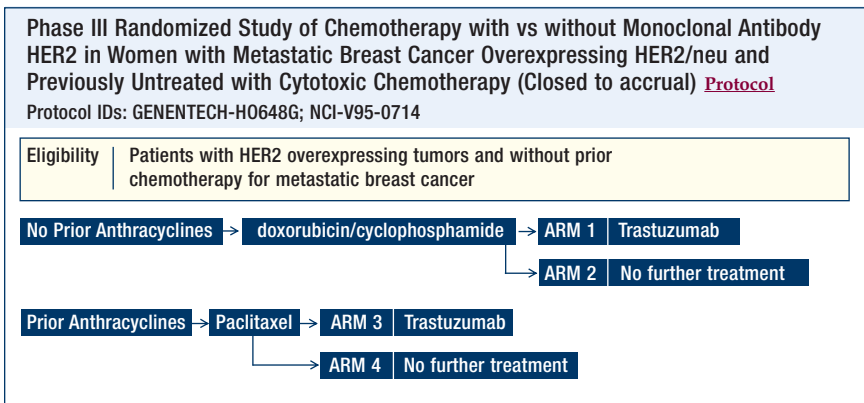 Phase III Randomized Study of Chemotherapy with vs without Monoclonal Antibody
HER2 in Women with Metastatic Breast Cancer Overexpressing HER2/neu and
Previously Untreated with Cytotoxic Chemotherapy (Closed to accrual) Protocol
Protocol IDs: GENENTECH-HO648G; NCI-V95-0714
Eligibility Patients with HER2 overexpressing tumors and without prior
chemotherapy for metastatic breast cancer
No Prior Anthracyclines doxorubicin/cyclophosphamide ARM 1 Trastuzumab
ARM 2 No further treatment
Prior Anthracyclines Paclitaxel ARM 3 Trastuzumab
ARM 4 No further treatment